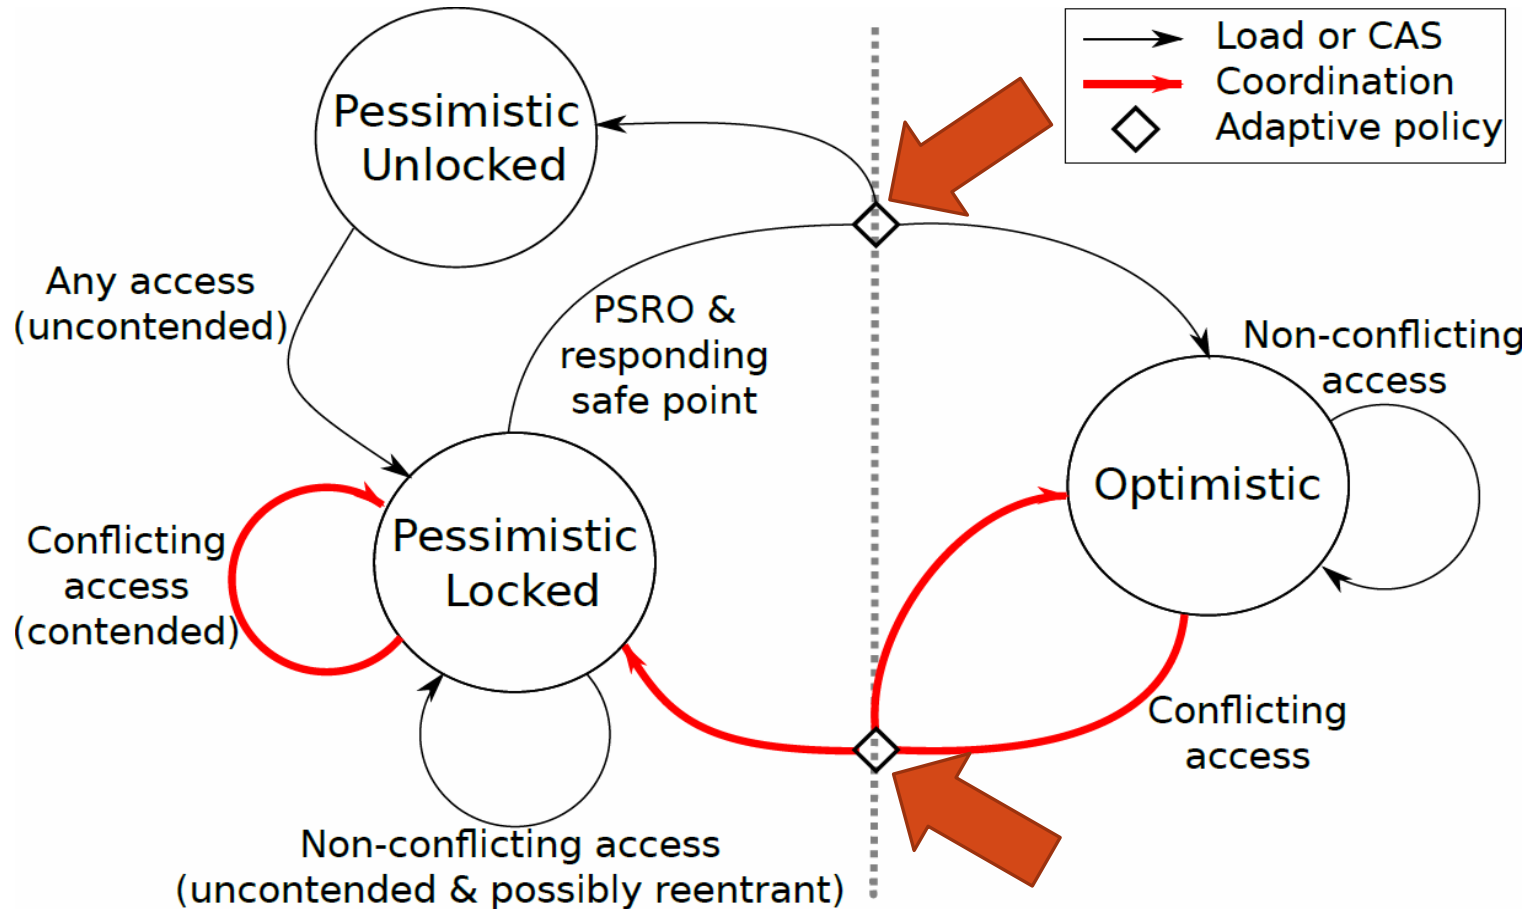 Load or CAS
Coordination
Adaptive policy
Pessimistic
Unlocked
Any access
(uncontended)
PSRO &
responding
safe point
Non-conflicting
access
Optimistic
Conflicting
access
(contended)
Pessimistic
Locked
Conflicting
access
Non-conflicting access
(uncontended & possibly reentrant)